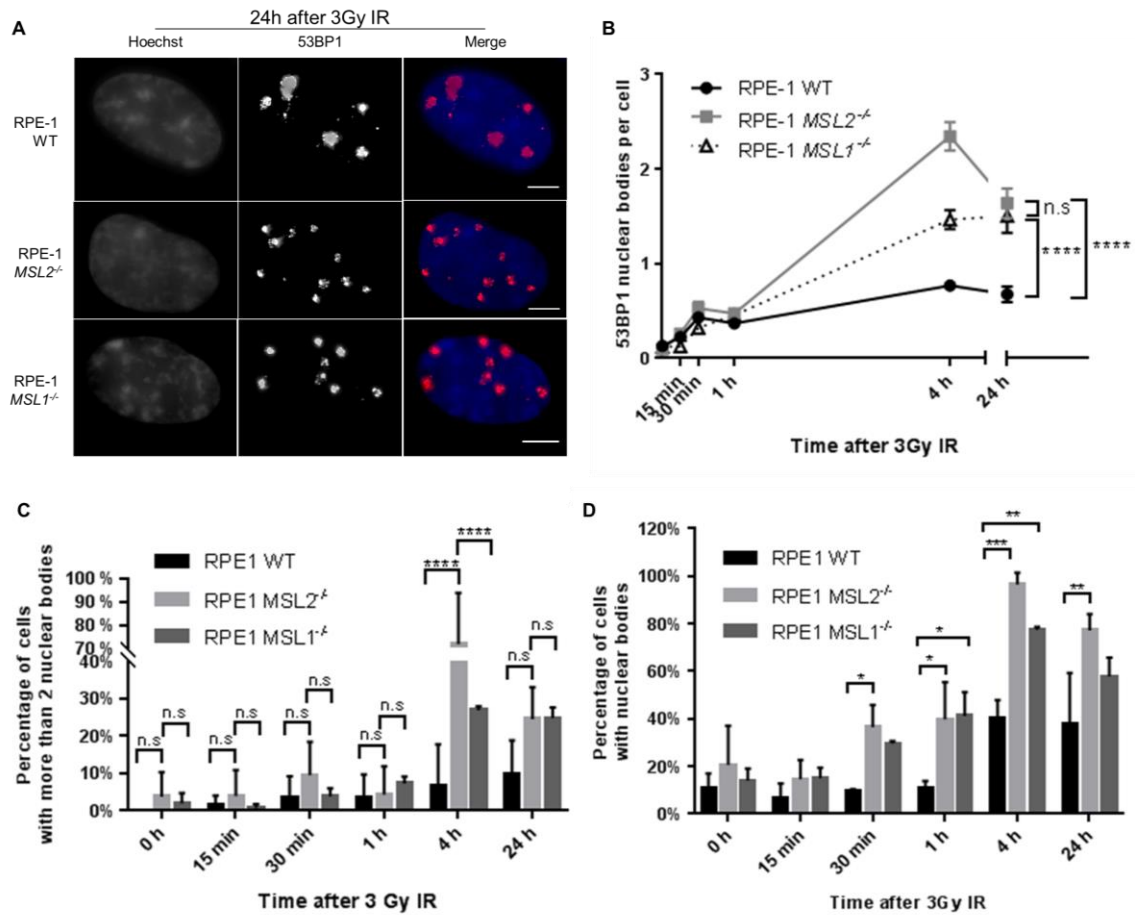 A
24h after 3Gy IR
Hoechst 53BP1 Merge
RPE-1
WT
RPE-1
MSL2-/-
RPE-1
MSL1-/-
B
53BP1 nuclear bodies per cell
3
2
1
0
RPE-1 WT
RPE-1 MSL2-/-
RPE-1 MSL1-/-
n.s
****
****
15 min
30 min
1 h
4 h
24 h
Time after 3Gy IR
C
Percentage of cells
with more than 2 nuclear bodies
100 %
90 %
80 %
70 %
40%
30%
20%
10%
0%
RPE1 WT
RPE1 MSL2-/-
RPE1 MSL1-/-
n.s
n.s
n.s
n.s
n.s
n.s
n.s
n.s
****
****
n.s
n.s
0 h
15 min
30 min
1 h
4 h
24 h
Time after 3 Gy IR
D
Percentage of cells
with nuclear bodies
120%
100%
80%
60%
40%
20%
0%
RPE1 WT
RPE1 MSL2-/-
RPE1 MSL1-/-
*
*
*
***
**
**
0 h
15 min
30 min
1 h
4 h
24 h
Time after 3Gy IR